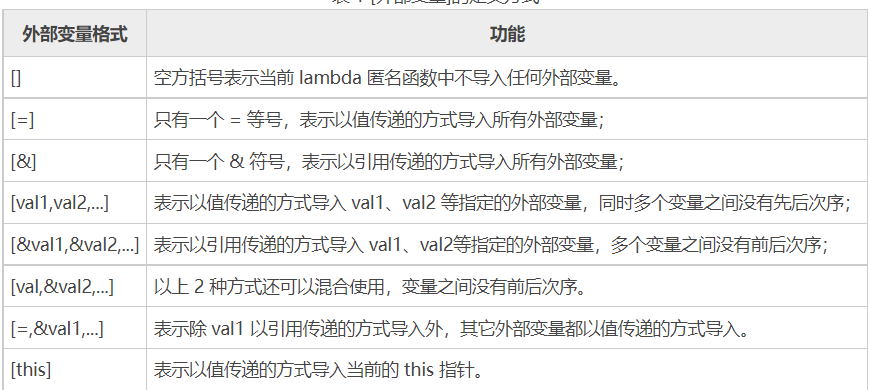 外部变量格式 功能
[] 空方括号表示当前 lambda 匿名函数中不导入任何外部变量。
[=] 只有一个 = 等号，表示以值传递的方式导入所有外部变量；
[&] 只有一个 & 符号，表示以引用传递的方式导入所有外部变量；
[val1,val2,...] 表示以值传递的方式导入 val1、val2 等指定的外部变量，同时多个变量之间没有先后次序；
[&val1,&val2,...] 表示以引用传递的方式导入 val1、val2等指定的外部变量，多个变量之间没有前后次序；
[val,&val2,...] 以上 2 种方式还可以混合使用，变量之间没有前后次序。
[=,&val1,...] 表示除 val1 以引用传递的方式导入外，其它外部变量都以值传递的方式导入。
[this] 表示以值传递的方式导入当前的 this 指针。